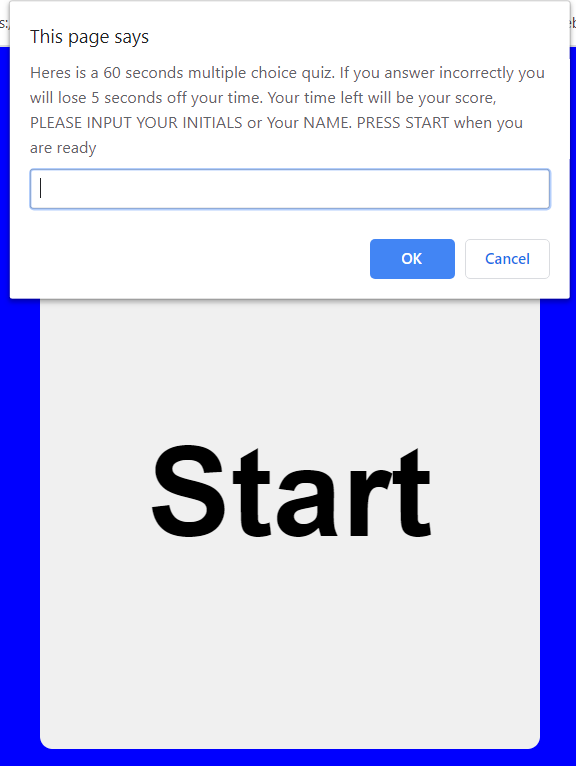 This page says
Heres is a 60 seconds multiple choice quiz. If you answer incorrectly you
will lose 5 seconds off your time. Your time left will be your score,
PLEASE INPUT YOUR INITIALS or Your NAME. PRESS START when you
are ready
OK Cancel
Start